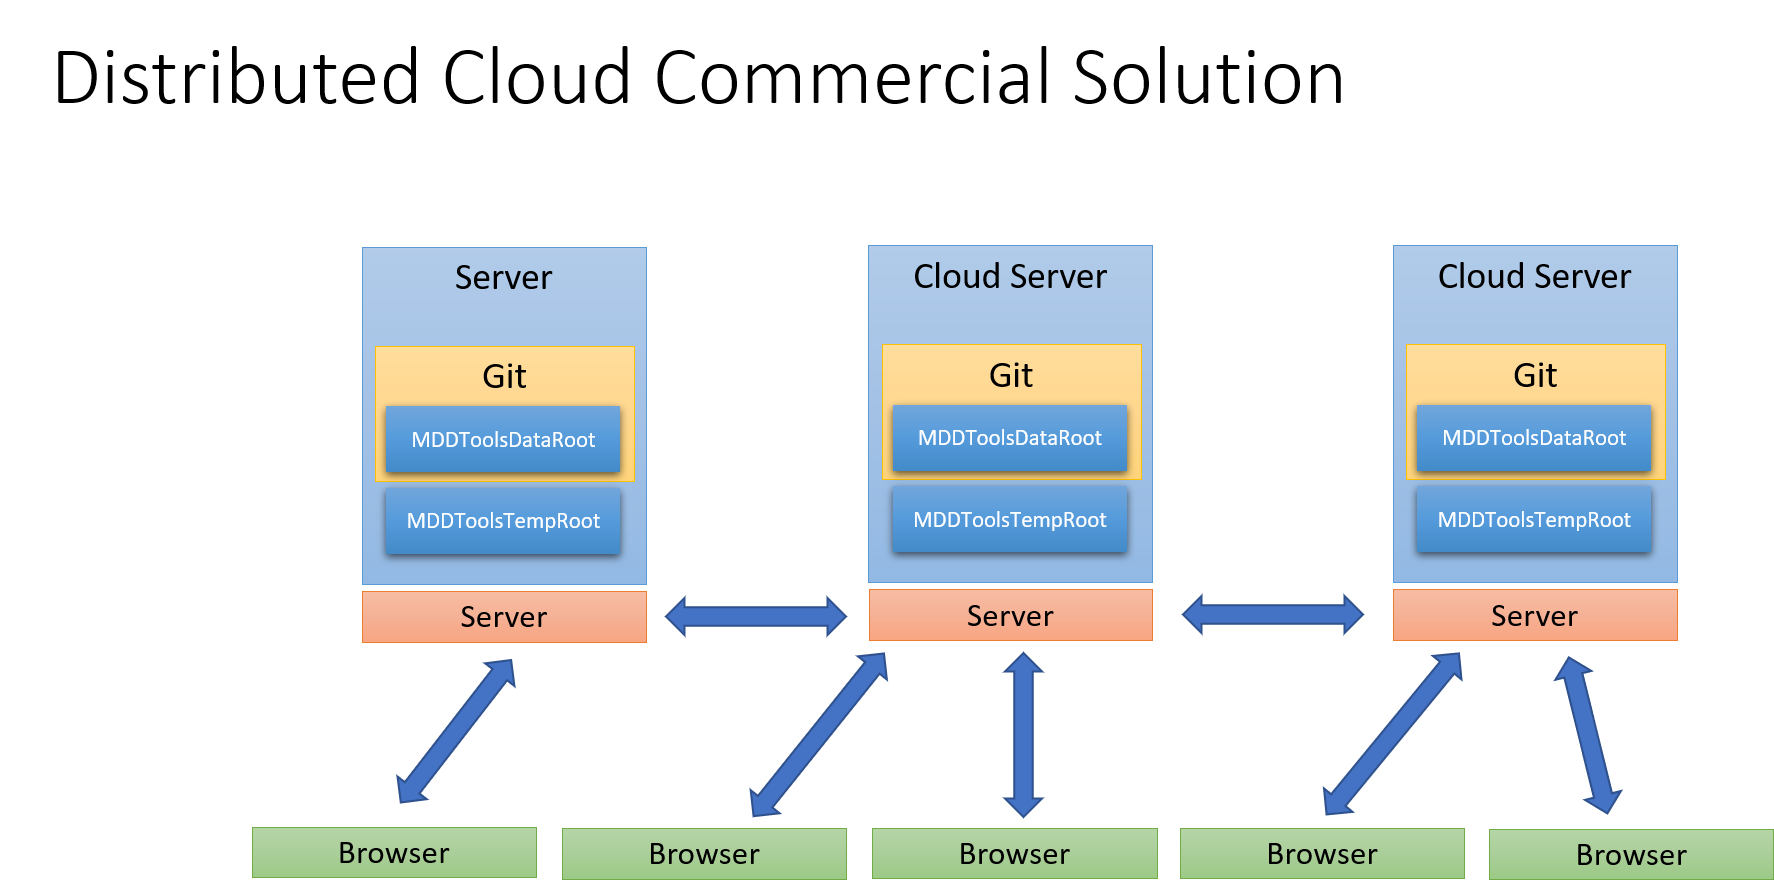 Distributed Cloud Commercial Solution
Server
Cloud Server
Cloud Server
Git
Git
Git
MDDToolsDataRoot
MDDToolsDataRoot
MDDToolsDataRoot
MDDToolsTempRoot
MDDToolsTempRoot
MDDToolsTempRoot
Server
Server
Server
Browser
Browser
Browser
Browser
Browser